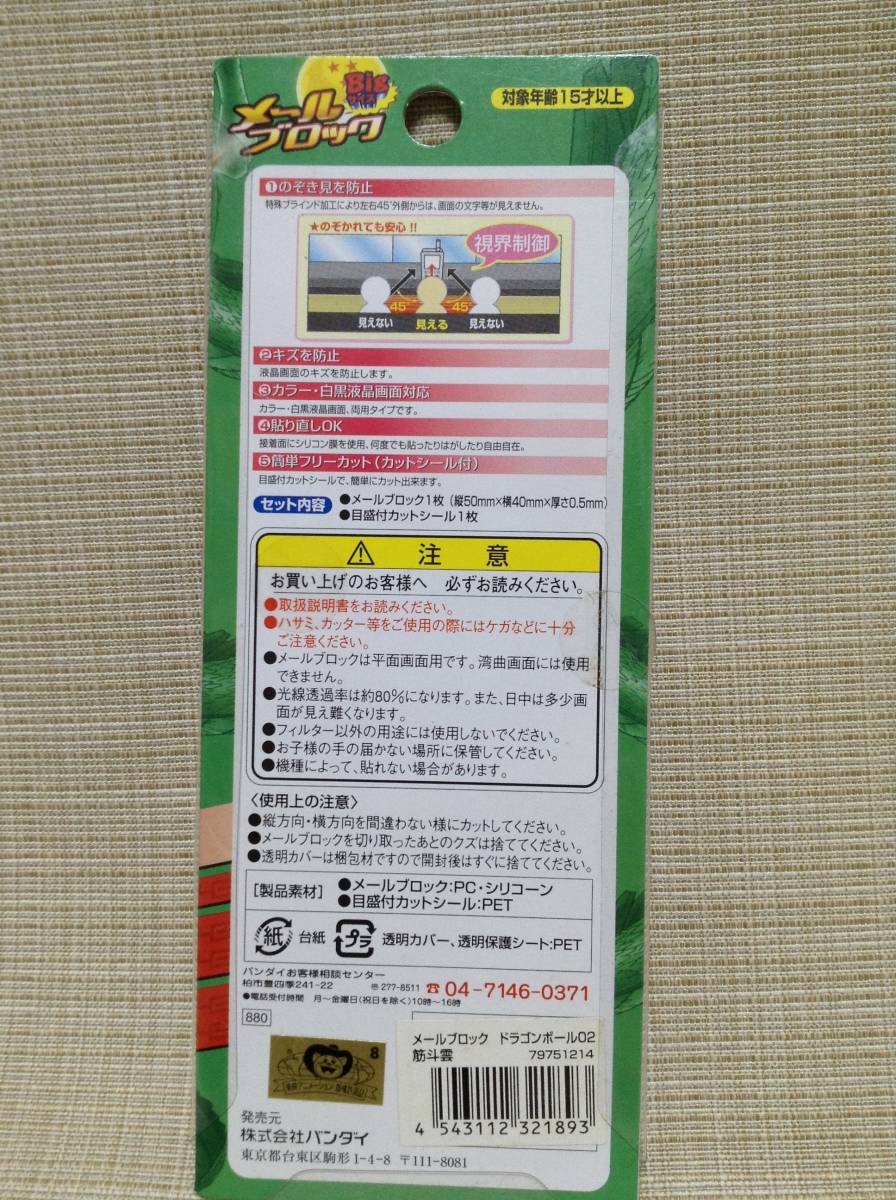 メール
ブロック
Big
サイズ
対象年齢15才以上
❶のぞき見を防止
特殊ブラインド加工により左右45°外側からは、画面の文字等が見えません。
★のぞかれても安心!!
視界制御
45° 45°
見えない 見える 見えない
❷キズを防止
液晶画面のキズを防止します。
❸カラー・白黒液晶画面対応
カラー・白黒液晶画面、両用タイプです。
❹貼り直しOK
接着面にシリコン膜を使用、何度でも貼ったりはがしたり自由自在。
❺簡単フリーカット(カットシール付)
目盛付カットシールで、簡単にカット出来ます。
セット内容 ●メールブロック1枚(縦50mm×横40mm×厚さ0.5mm)
●目盛付カットシール1枚
⚠ 注 意
お買い上げのお客様へ 必ずお読みください。
●取扱説明書をお読みください。
●ハサミ、カッター等をご使用の際にはケガなどに十分
ご注意ください。
●メールブロックは平面画面用です。湾曲画面には使用
できません。
●光線透過率は約80%になります。また、日中は多少画
面が見え難くなります。
●フィルター以外の用途には使用しないでください。
●お子様の手の届かない場所に保管してください。
●機種によって、貼れない場合があります。
〈使用上の注意〉
●縦方向・横方向を間違わない様にカットしてください。
●メールブロックを切り取ったあとのクズは捨ててください。
●透明カバーは梱包材ですので開封後はすぐに捨ててください。
[製品素材] ●メールブロック:PC・シリコーン
●目盛付カットシール:PET
紙 台紙 プラ 透明カバー、透明保護シート:PET
バンダイお客様相談センター
柏市豊四季241-22 〒277-8511 ☎04-7146-0371
●電話受付時間 月~金曜日(祝日を除く)10時~16時
880
8
メールブロック ドラゴンボール02
筋斗雲 79751214
4 543112 321893
発売元
株式会社バンダイ
東京都台東区駒形1-4-8 〒111-8081